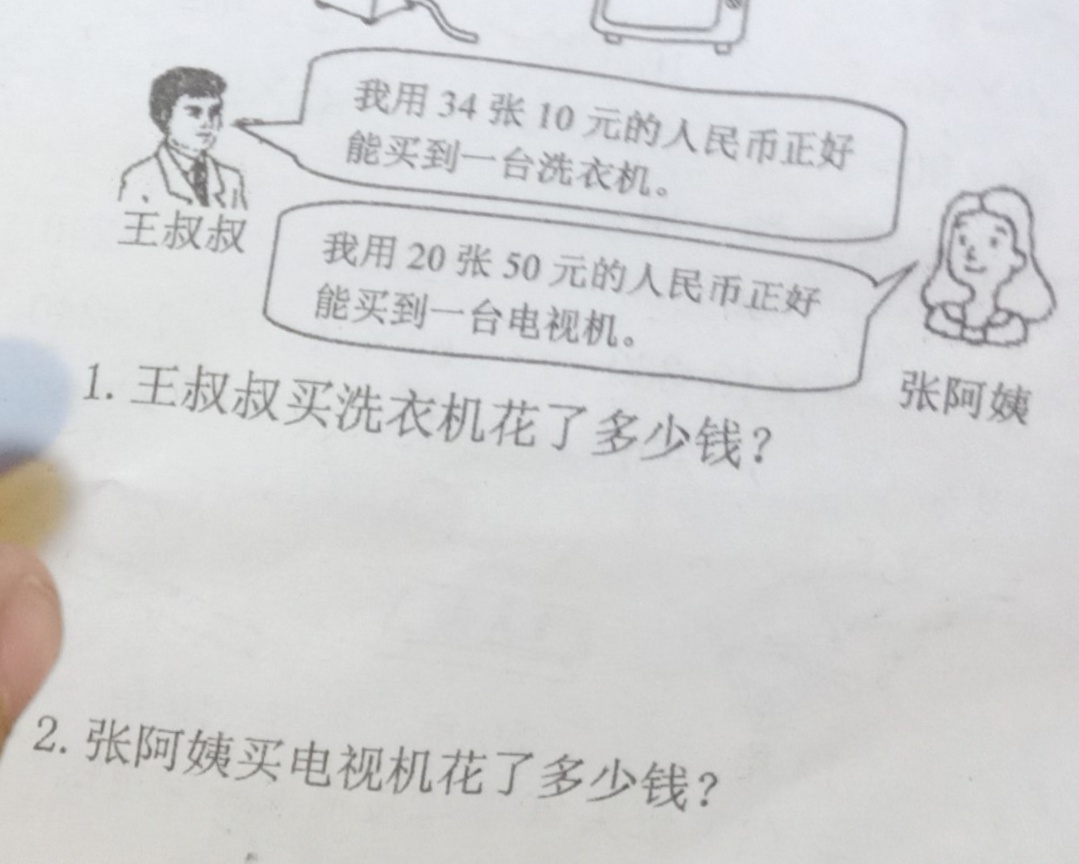 我用 34 张 10 元的人民币正好
能买到一台洗衣机。
王叔叔
我用 20 张 50 元的人民币正好
能买到一台电视机。
张阿姨
1. 王叔叔买洗衣机花了多少钱？
2. 张阿姨买电视机花了多少钱？